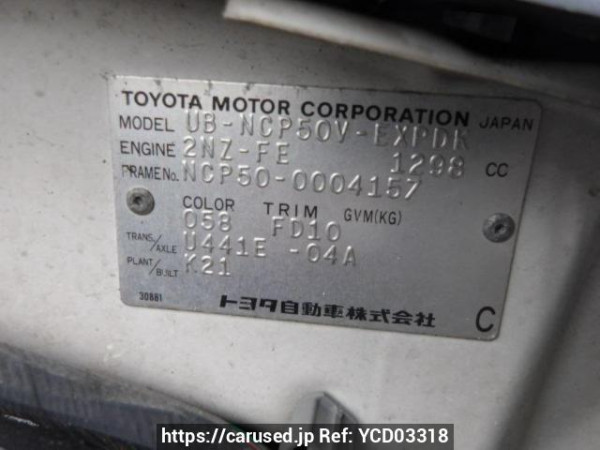 TOYOTA MOTOR CORPORATION JAPAN
MODEL UB-NCP50V-EXPDK
ENGINE 2NZ-FE 1298 CC
FRAME No. NCP50-0004157
COLOR TRIM GVM(KG)
058 FD10
TRANS/AXLE U441E -04A
PLANT/BUILT K21
30881
トヨタ自動車株式会社 C
https://carused.jp Ref: YCD03318